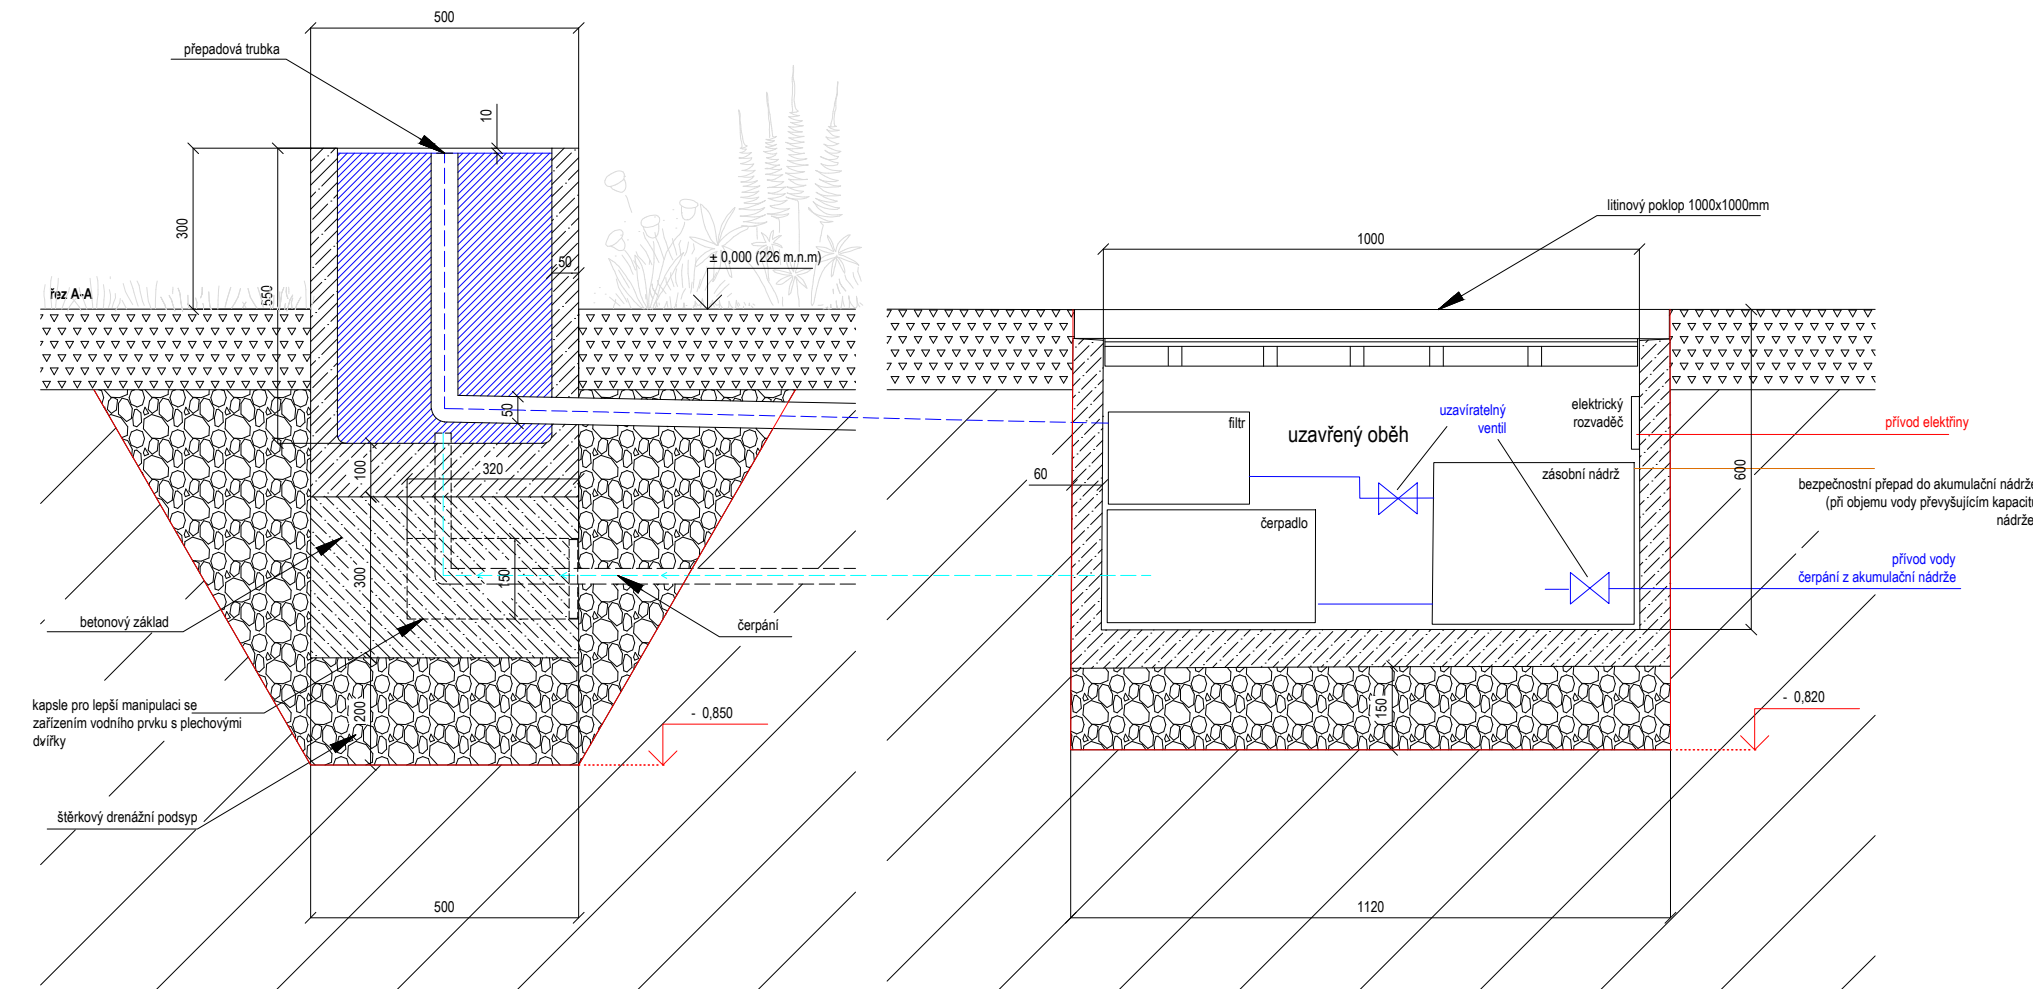 500
přepadová trubka
10
300
550
50
± 0,000 (226 m.n.m)
řez A-A
50
320
100
300
150
betonový základ
čerpání
kapsle pro lepší manipulaci se
zařízením vodního prvku s plechovými
dvířky
200
- 0,850
štěrkový drenážní podsyp
500
litinový poklop 1000x1000mm
1000
filtr
uzavřený oběh
uzavíratelný
ventil
elektrický
rozvaděč
přívod elektřiny
60
zásobní nádrž
600
bezpečnostní přepad do akumulační nádrže
(při objemu vody převyšujícím kapacitu
nádrže
čerpadlo
přívod vody
čerpání z akumulační nádrže
150
- 0,820
1120